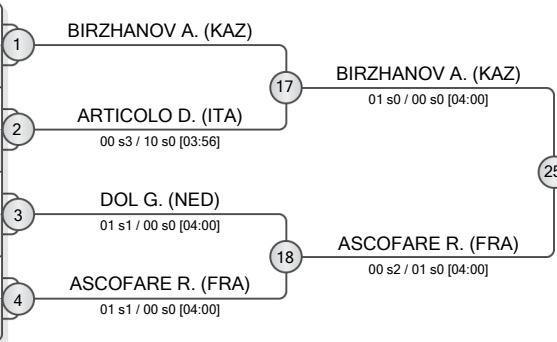 1
BIRZHANOV A. (KAZ)
2
ARTICOLO D. (ITA)
00 s3 / 10 s0 [03:56]
17
BIRZHANOV A. (KAZ)
01 s0 / 00 s0 [04:00]
3
DOL G. (NED)
01 s1 / 00 s0 [04:00]
4
ASCOFARE R. (FRA)
01 s1 / 00 s0 [04:00]
18
ASCOFARE R. (FRA)
00 s2 / 01 s0 [04:00]
25